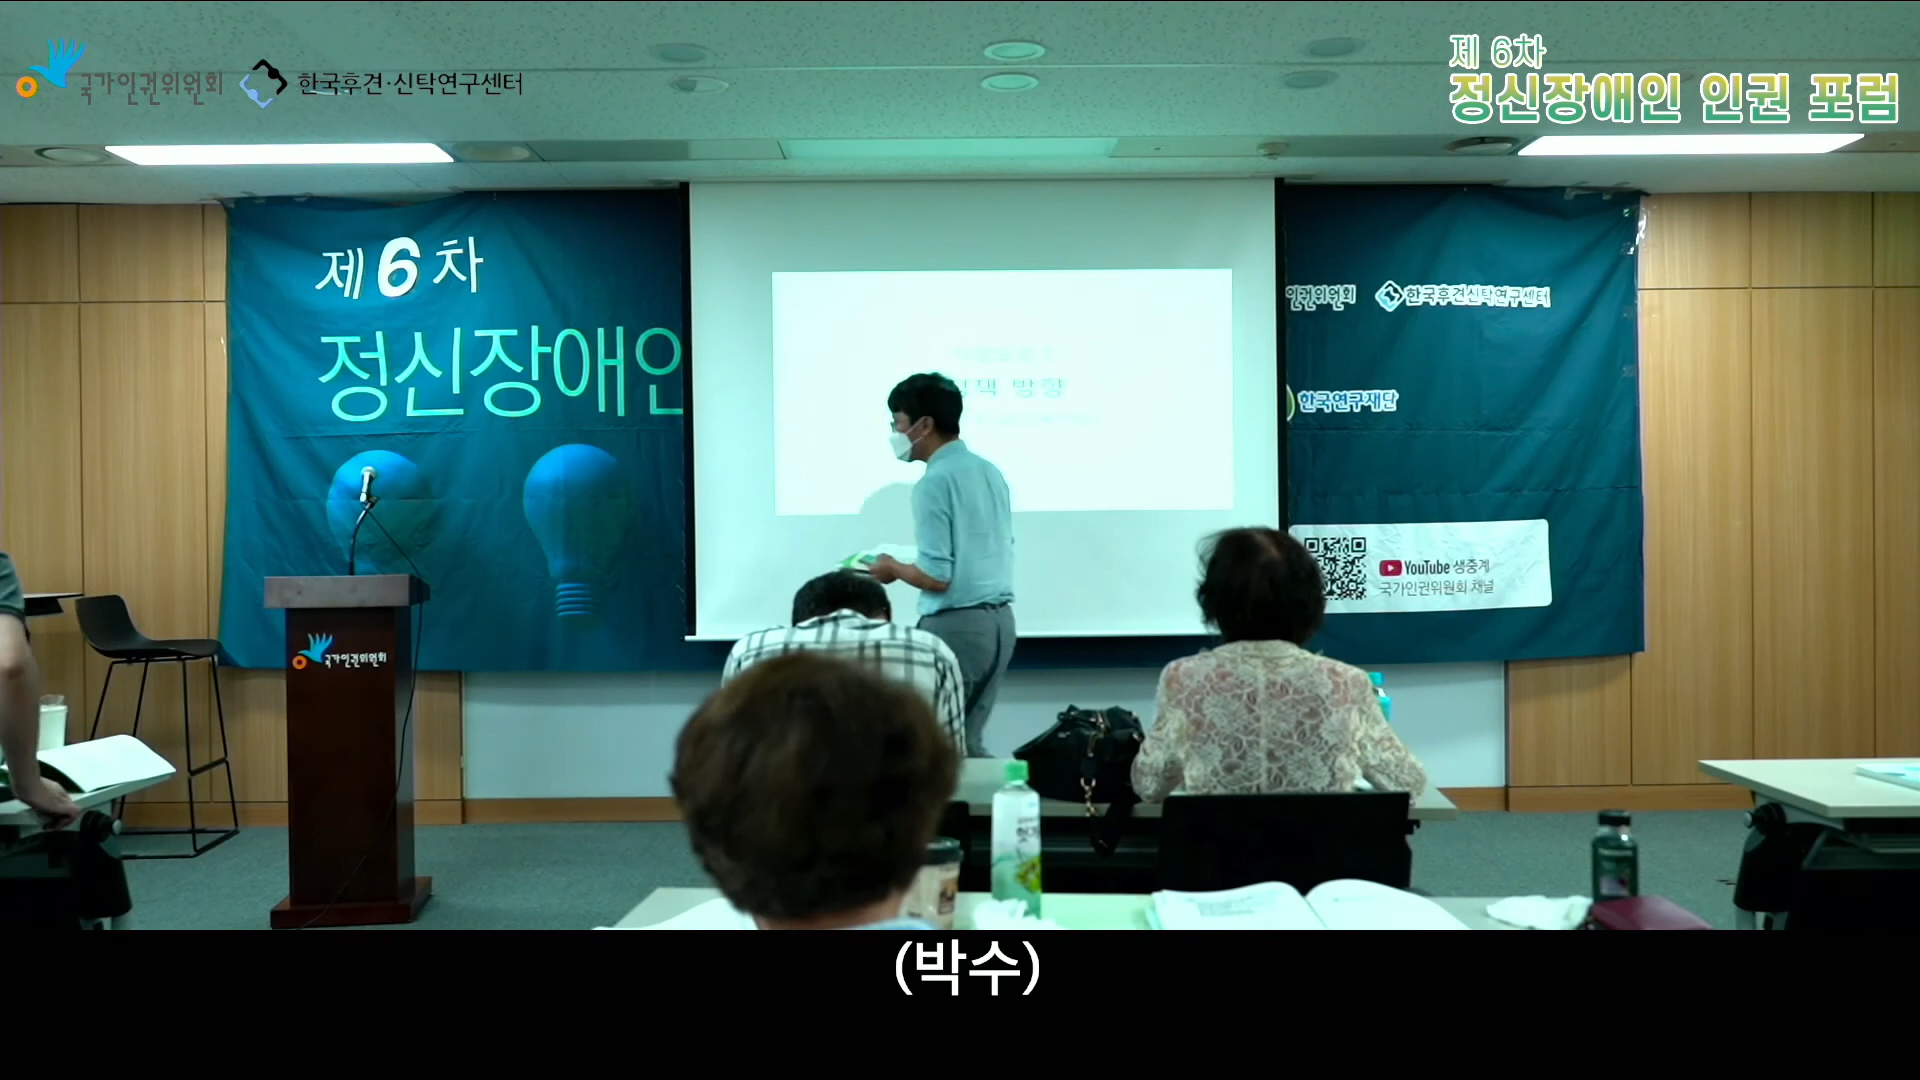 국가인권위원회
한국후견·신탁연구센터
제 6차
정신장애인 인권 포럼
제6차
정신장애인
인권위원회
한국후견신탁연구센터
책 방향
한국연구재단
YouTube 생중계
국가인권위원회 채널
국가인권위원회
(박수)